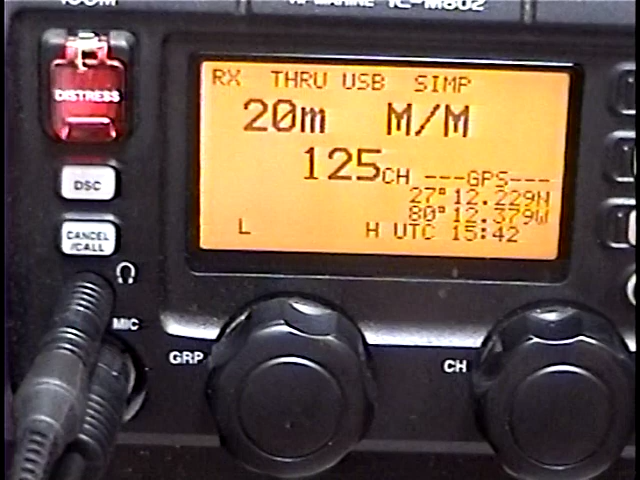 ICOM
HF MARINE IC-M802
DISTRESS
RX THRU USB SIMP
20m M/M
125CH ---GPS---
27°12.229N
80°12.379W
L H UTC 15:42
DSC
CANCEL
/CALL
MIC
GRP
CH